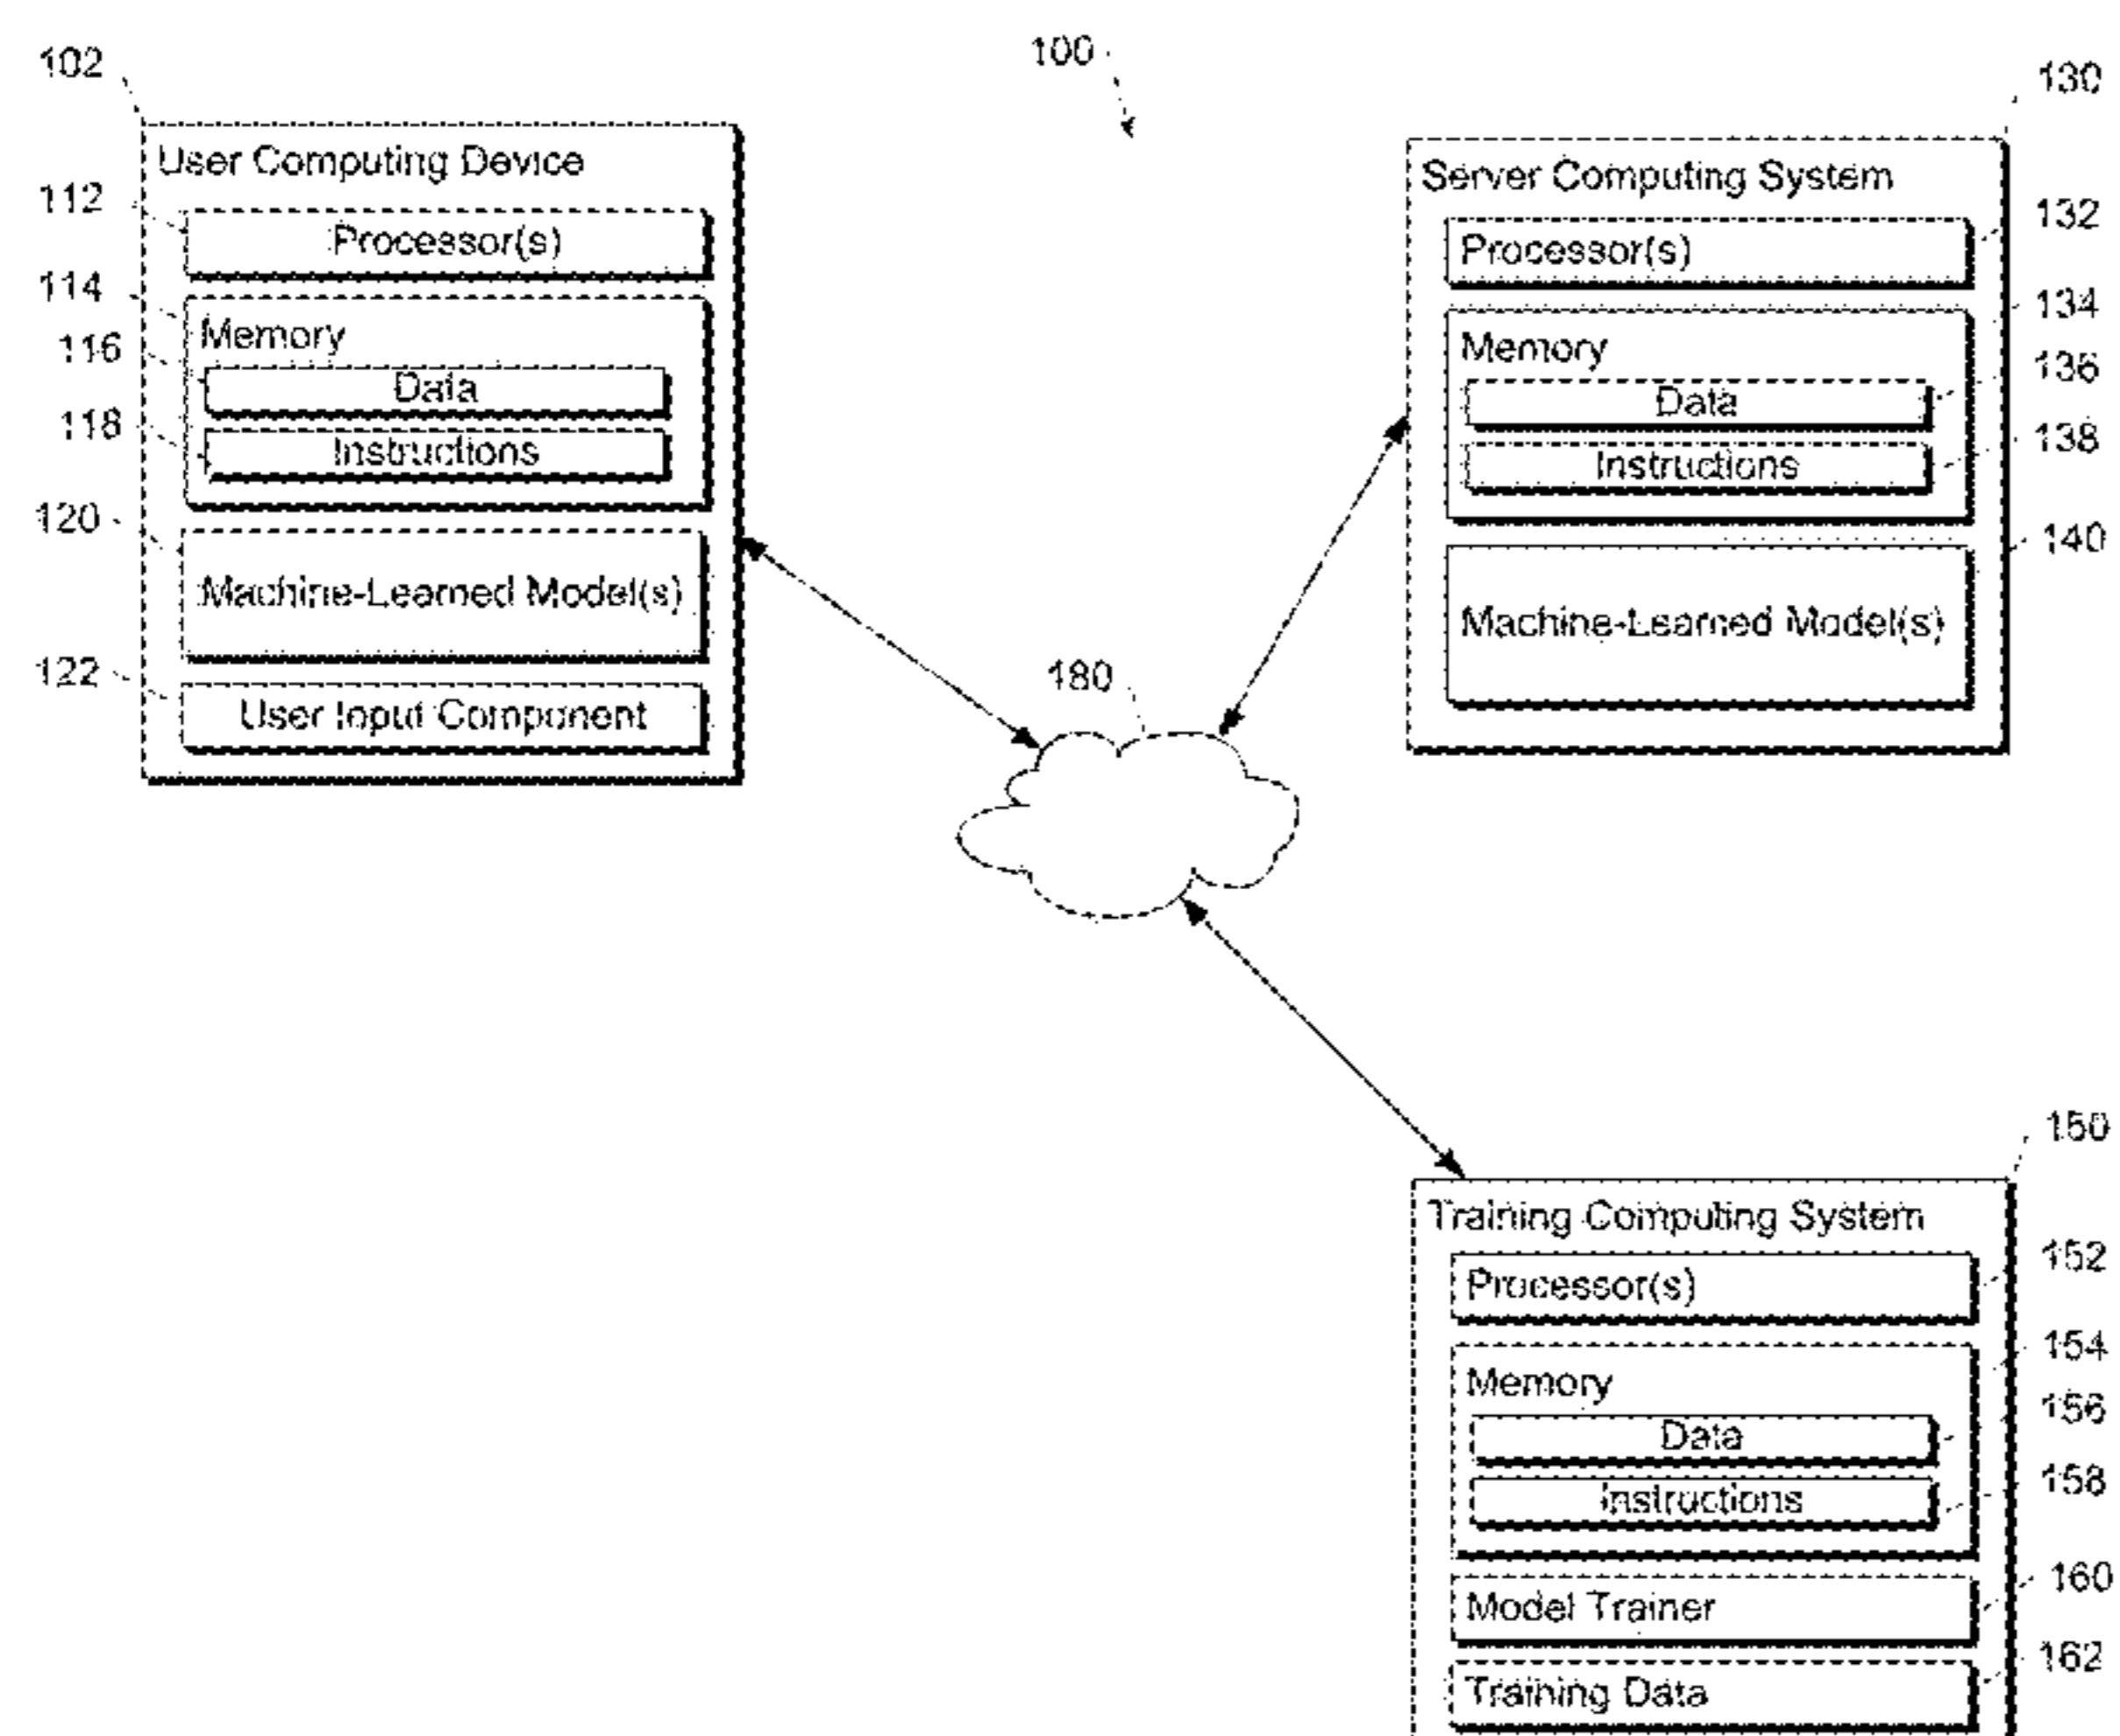 100
102
User Computing Device
112
Processor(s)
114
Memory
116
Data
118
Instructions
120
Machine-Learned Model(s)
122
User Input Component
130
Server Computing System
132
Processor(s)
134
Memory
136
Data
138
Instructions
140
Machine-Learned Model(s)
180
150
Training Computing System
152
Processor(s)
154
Memory
156
Data
158
Instructions
160
Model Trainer
162
Training Data